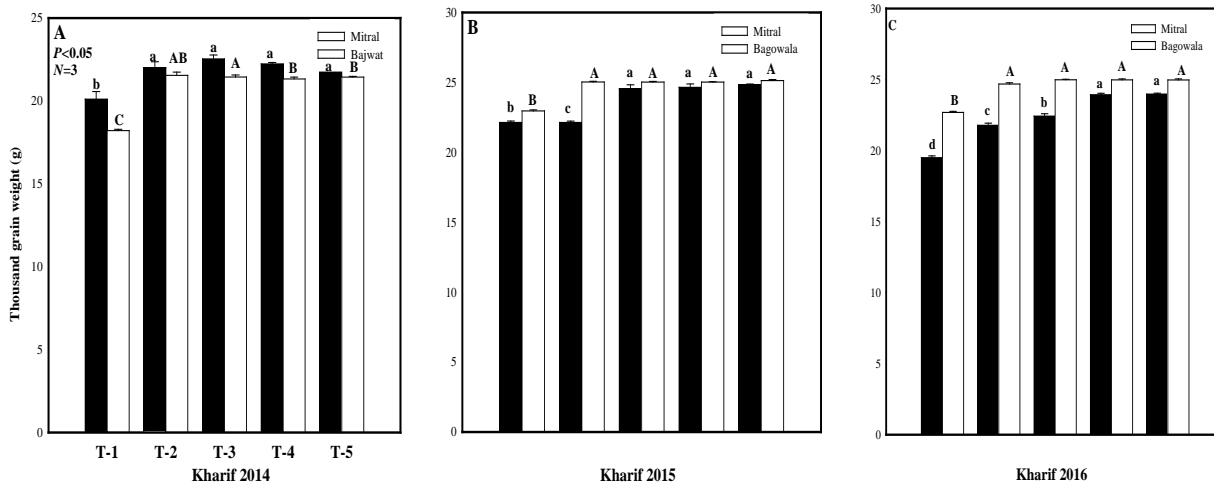 Thousand grain weight (g)
25
20
15
10
5
0
A
P<0.05
N=3
Mitral
Bajwat
b
C
a
AB
a
A
a
B
a
B
T-1 T-2 T-3 T-4 T-5
Kharif 2014
30
25
20
15
10
5
0
B
Mitral
Bagowala
b
B
c
A
a
A
a
A
a
A
Kharif 2015
30
25
20
15
10
5
0
C
Mitral
Bagowala
d
B
c
A
b
A
a
A
a
A
Kharif 2016